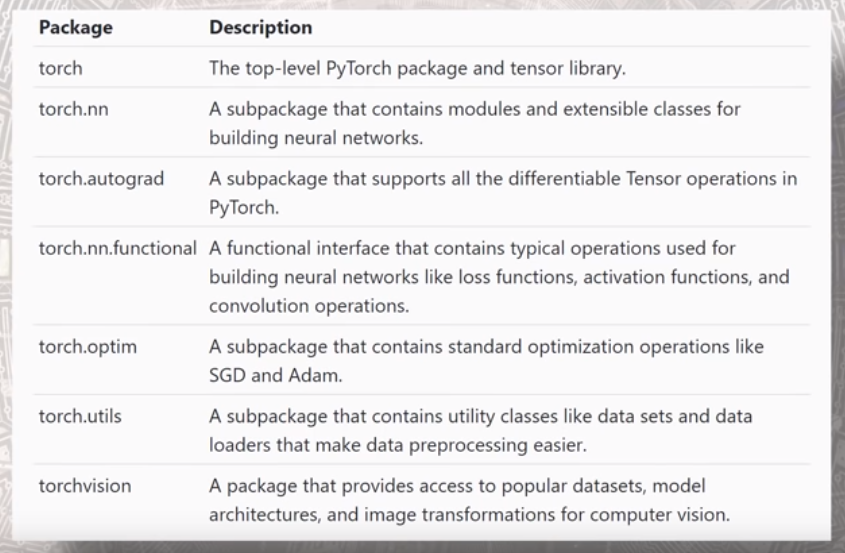 Package Description
torch The top-level PyTorch package and tensor library.
torch.nn A subpackage that contains modules and extensible classes for
building neural networks.
torch.autograd A subpackage that supports all the differentiable Tensor operations in
PyTorch.
torch.nn.functional A functional interface that contains typical operations used for
building neural networks like loss functions, activation functions, and
convolution operations.
torch.optim A subpackage that contains standard optimization operations like
SGD and Adam.
torch.utils A subpackage that contains utility classes like data sets and data
loaders that make data preprocessing easier.
torchvision A package that provides access to popular datasets, model
architectures, and image transformations for computer vision.